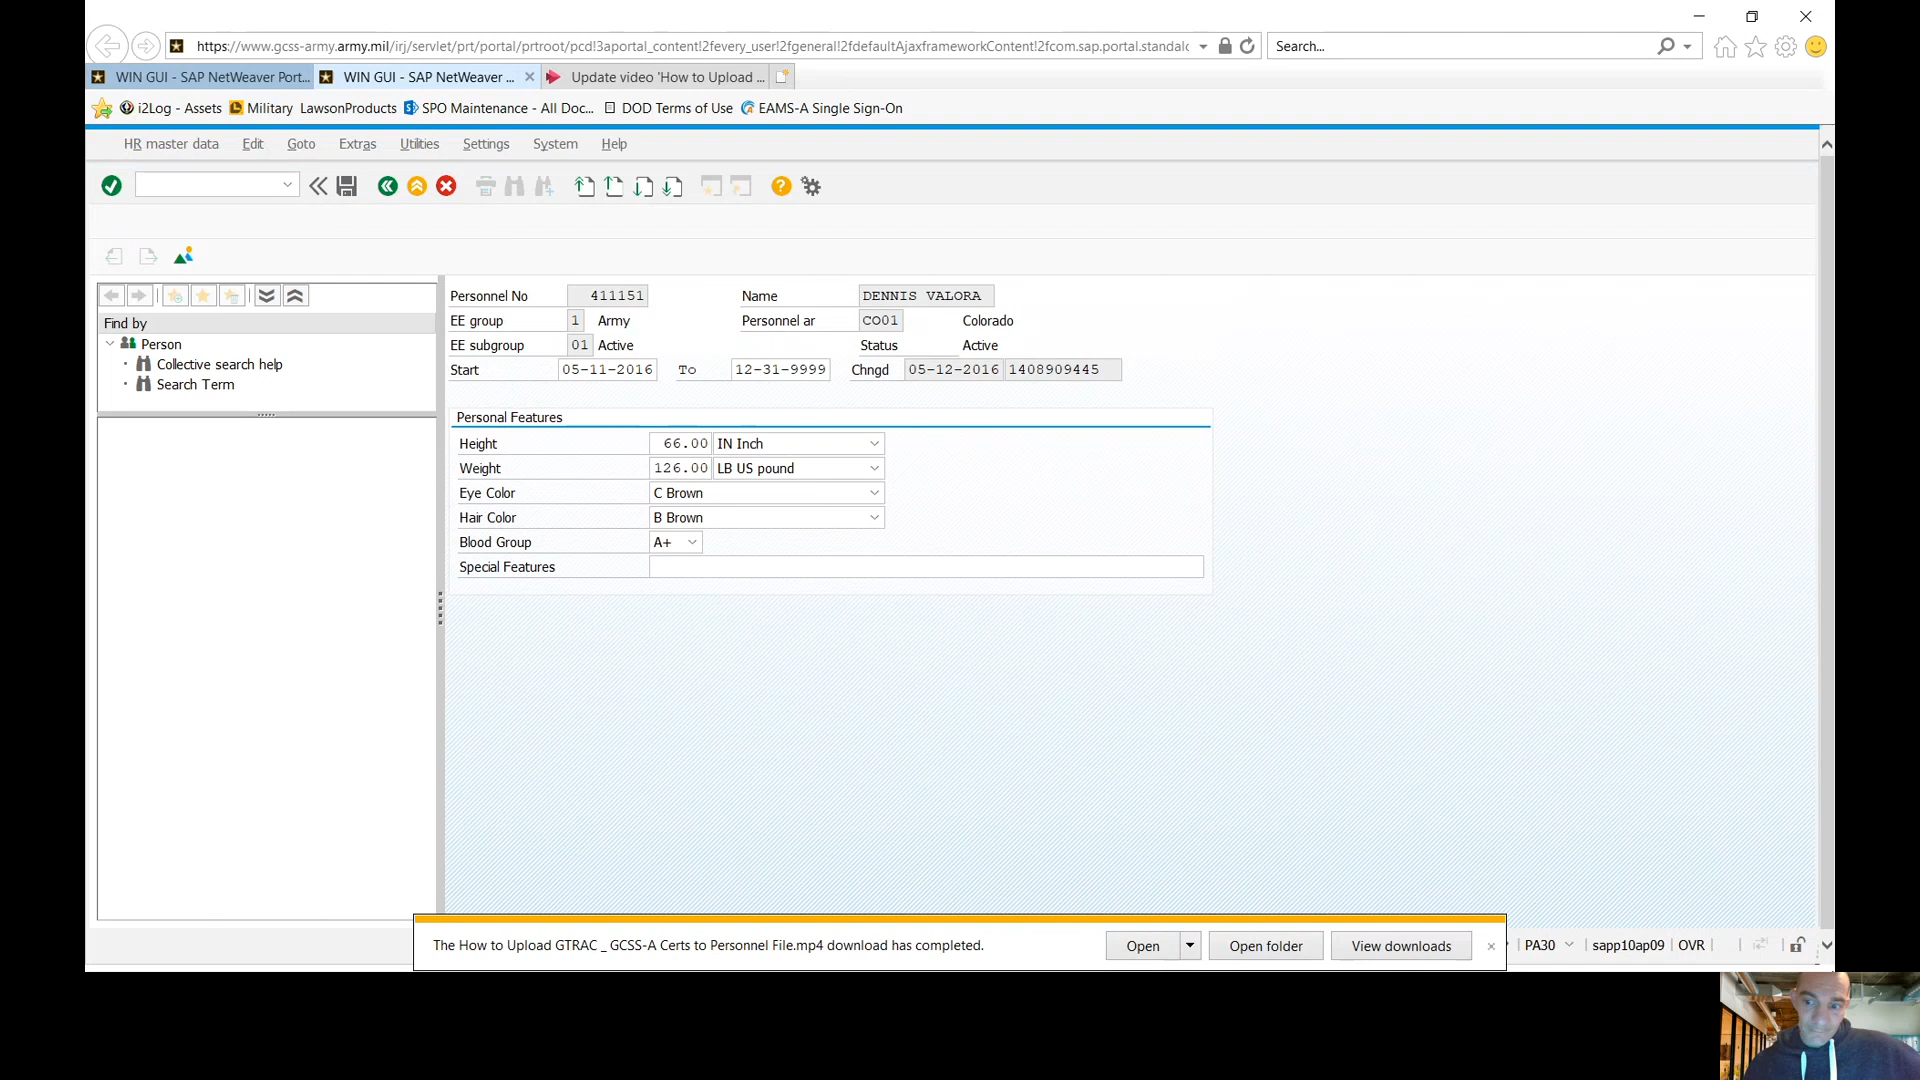 https://www.gcss-army.army.mil/irj/servlet/prt/portal/prtroot/pcd!3aportal_content!2fevery_user!2fgeneral!2fdefaultAjaxframeworkContent!2fcom.sap.portal.standalc
Search...
WIN GUI - SAP NetWeaver Port...
WIN GUI - SAP NetWeaver ...
Update video 'How to Upload ...
i2Log - Assets
Military
LawsonProducts
SPO Maintenance - All Doc...
DOD Terms of Use
EAMS-A Single Sign-On
HR master data Edit Goto Extras Utilities Settings System Help
Find by
Person
Collective search help
Search Term
Personnel No 411151 Name DENNIS VALORA
EE group 1 Army Personnel ar CO01 Colorado
EE subgroup 01 Active Status Active
Start 05-11-2016 To 12-31-9999 Chngd 05-12-2016 1408909445
Personal Features
Height 66.00 IN Inch
Weight 126.00 LB US pound
Eye Color C Brown
Hair Color B Brown
Blood Group A+
Special Features
The How to Upload GTRAC _ GCSS-A Certs to Personnel File.mp4 download has completed.
Open
Open folder
View downloads
PA30
sapp10ap09
OVR